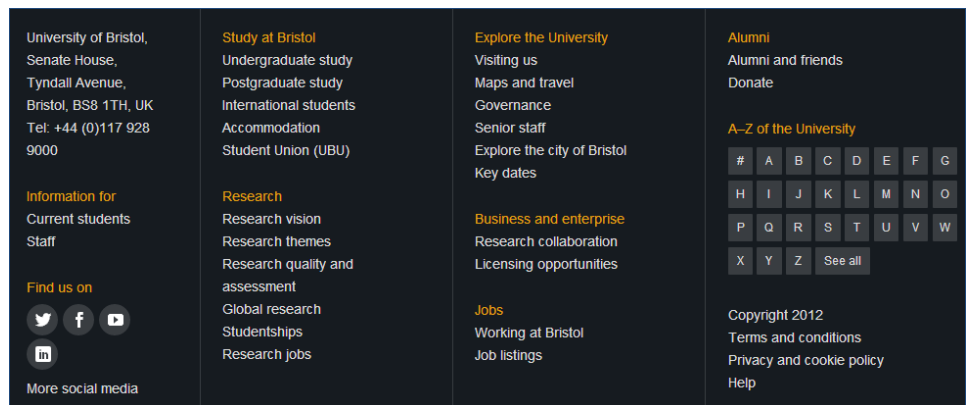 University of Bristol,
Senate House,
Tyndall Avenue,
Bristol, BS8 1TH, UK
Tel: +44 (0)117 928
9000
Information for
Current students
Staff
Find us on
More social media
Study at Bristol
Undergraduate study
Postgraduate study
International students
Accommodation
Student Union (UBU)
Research
Research vision
Research themes
Research quality and
assessment
Global research
Studentships
Research jobs
Explore the University
Visiting us
Maps and travel
Governance
Senior staff
Explore the city of Bristol
Key dates
Business and enterprise
Research collaboration
Licensing opportunities
Jobs
Working at Bristol
Job listings
Alumni
Alumni and friends
Donate
A–Z of the University
# A B C D E F G
H I J K L M N O
P Q R S T U V W
X Y Z See all
Copyright 2012
Terms and conditions
Privacy and cookie policy
Help